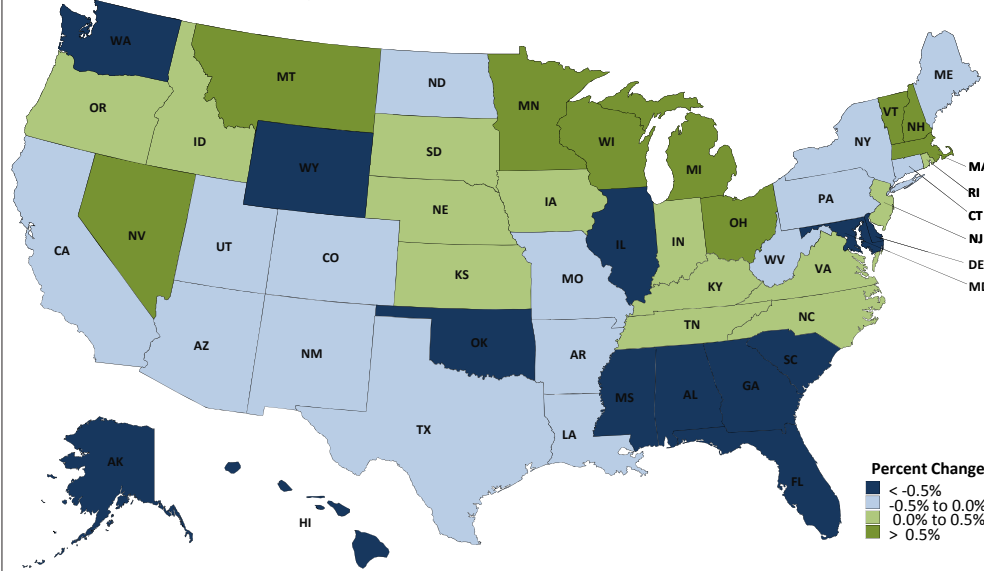 WA
MT
ND
MN
ME
VT
NH
OR
ID
WY
SD
WI
MI
NY
MA
RI
CT
NJ
DE
MD
NE
IA
PA
NV
UT
CO
KS
MO
IL
IN
OH
WV
VA
KY
CA
AZ
NM
OK
AR
TN
NC
SC
TX
LA
MS
AL
GA
FL
AK
HI
Percent Change
< -0.5%
-0.5% to 0.0%
0.0% to 0.5%
> 0.5%